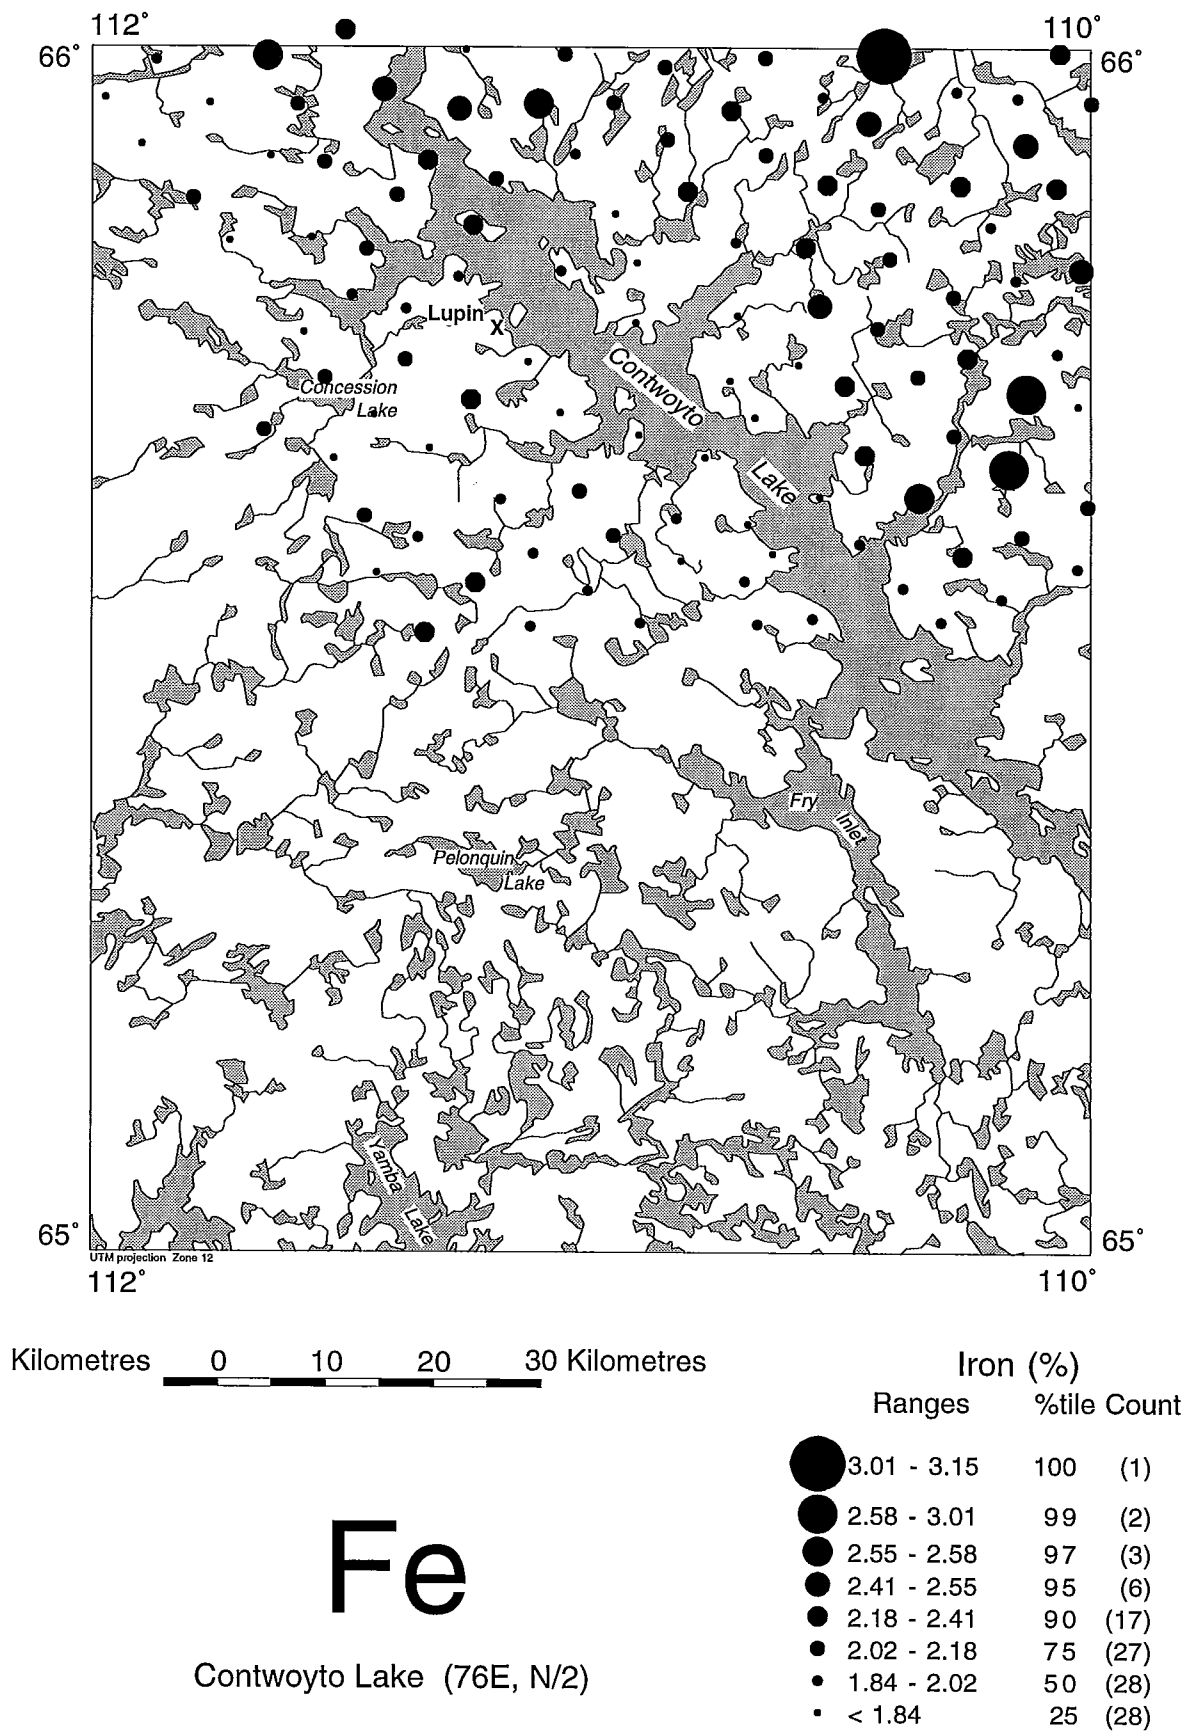 112° 110°
66° 66°
Lupin
X
Contwoyto
Concession
Lake
Lake
Fry
Inlet
Pelonquin
Lake
Yamba
Lake
65° 65°
UTM projection Zone 12
112° 110°
Kilometres 0 10 20 30 Kilometres
Iron (%)
Ranges %tile Count
3.01 - 3.15 100 (1)
2.58 - 3.01 99 (2)
2.55 - 2.58 97 (3)
2.41 - 2.55 95 (6)
2.18 - 2.41 90 (17)
2.02 - 2.18 75 (27)
1.84 - 2.02 50 (28)
< 1.84 25 (28)
Fe
Contwoyto Lake (76E, N/2)